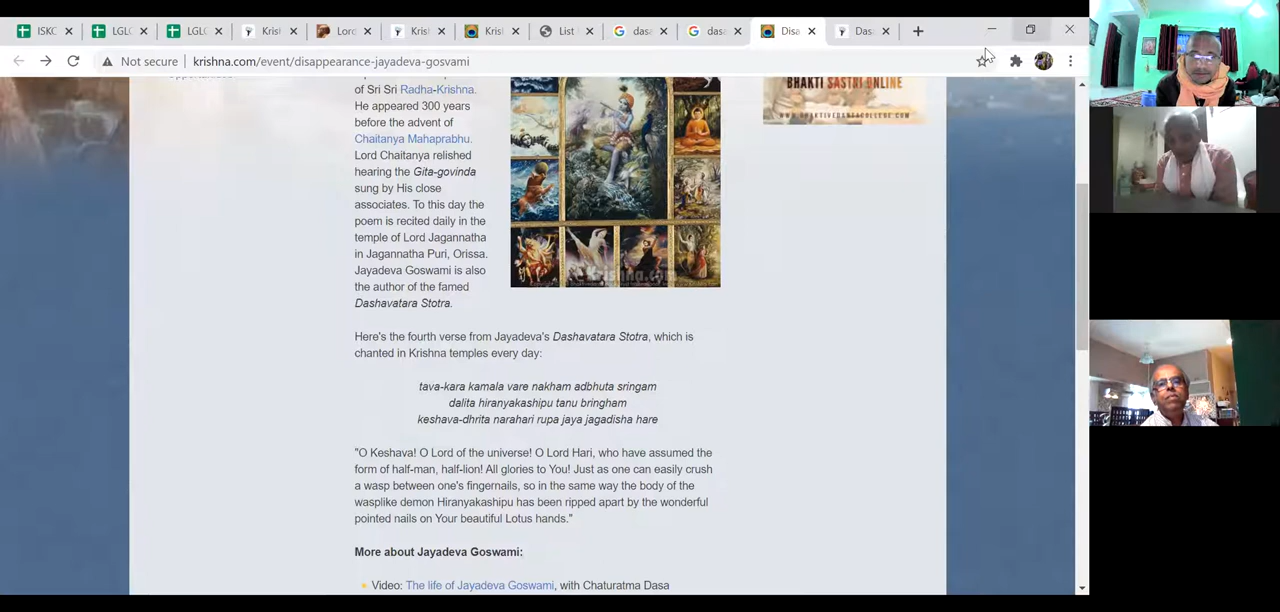 ISKC
LGLC
LGLC
Krist
Lord
Krist
Krist
List
dasa
dasa
Disa
Das
Not secure
krishna.com/event/disappearance-jayadeva-gosvami
of Sri Sri Radha-Krishna.
He appeared 300 years
before the advent of
Chaitanya Mahaprabhu.
Lord Chaitanya relished
hearing the Gita-govinda
sung by His close
associates. To this day the
poem is recited daily in the
temple of Lord Jagannatha
in Jagannatha Puri, Orissa.
Jayadeva Goswami is also
the author of the famed
Dashavatara Stotra.
Krishna.com
BHAKTI SASTRI ONLINE
WWW.BHAKTIVEDANTACOLLEGE.COM
Here's the fourth verse from Jayadeva's Dashavatara Stotra, which is
chanted in Krishna temples every day:
tava-kara kamala vare nakham adbhuta sringam
dalita hiranyakashipu tanu bringham
keshava-dhrita narahari rupa jaya jagadisha hare
"O Keshava! O Lord of the universe! O Lord Hari, who have assumed the
form of half-man, half-lion! All glories to You! Just as one can easily crush
a wasp between one's fingernails, so in the same way the body of the
wasplike demon Hiranyakashipu has been ripped apart by the wonderful
pointed nails on Your beautiful Lotus hands."
More about Jayadeva Goswami:
Video: The life of Jayadeva Goswami, with Chaturatma Dasa